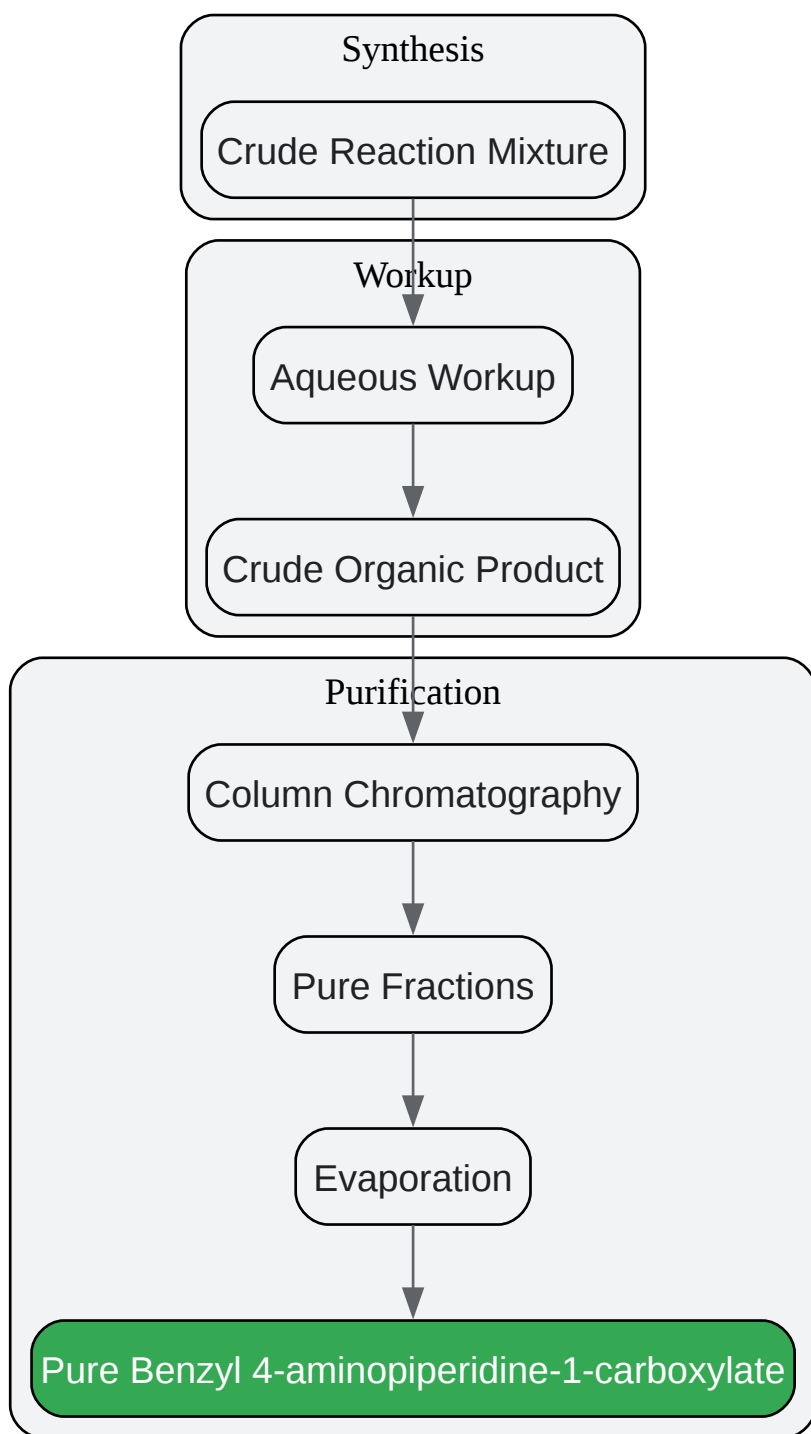 Synthesis
Crude Reaction Mixture
Workup
Aqueous Workup
Crude Organic Product
Purification
Column Chromatography
Pure Fractions
Evaporation
Pure Benzyl 4-aminopiperidine-1-carboxylate